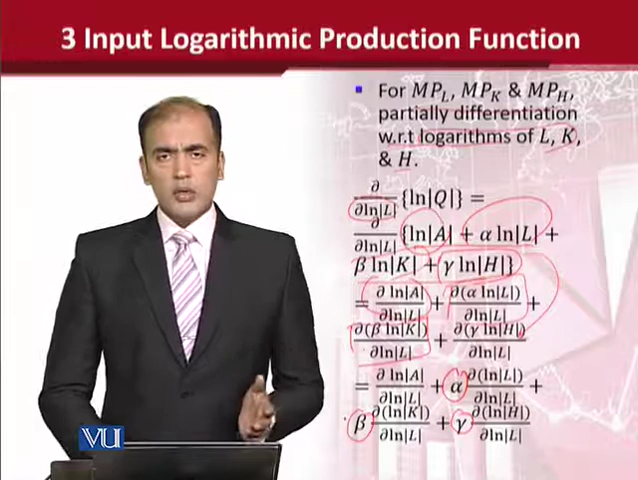 3 Input Logarithmic Production Function
▪ For MP_L, MP_K & MP_H,
partially differentiation
w.r.t logarithms of L, K,
& H.
∂/∂ln|L| {ln|Q|} =
∂/∂ln|L| {ln|A| + α ln|L| +
β ln|K| + γ ln|H|}
= ∂ ln|A|/∂ln|L| + ∂(α ln|L|)/∂ln|L| +
∂(β ln|K|)/∂ln|L| + ∂(γ ln|H|)/∂ln|L|
= ∂ ln|A|/∂ln|L| + α ∂(ln|L|)/∂ln|L| +
β ∂(ln|K|)/∂ln|L| + γ ∂(ln|H|)/∂ln|L|
VU